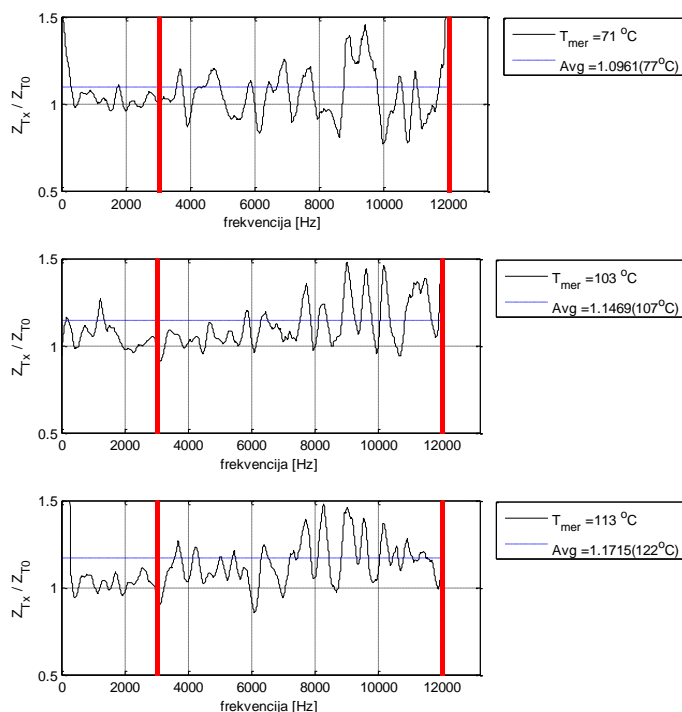 1.5
1
0.5
Z_Tx / Z_T0
0 2000 4000 6000 8000 10000 12000
frekvencija [Hz]
T_mer =71 °C
Avg =1.0961(77°C)
1.5
1
0.5
Z_Tx / Z_T0
0 2000 4000 6000 8000 10000 12000
frekvencija [Hz]
T_mer =103 °C
Avg =1.1469(107°C)
1.5
1
0.5
Z_Tx / Z_T0
0 2000 4000 6000 8000 10000 12000
frekvencija [Hz]
T_mer =113 °C
Avg =1.1715(122°C)